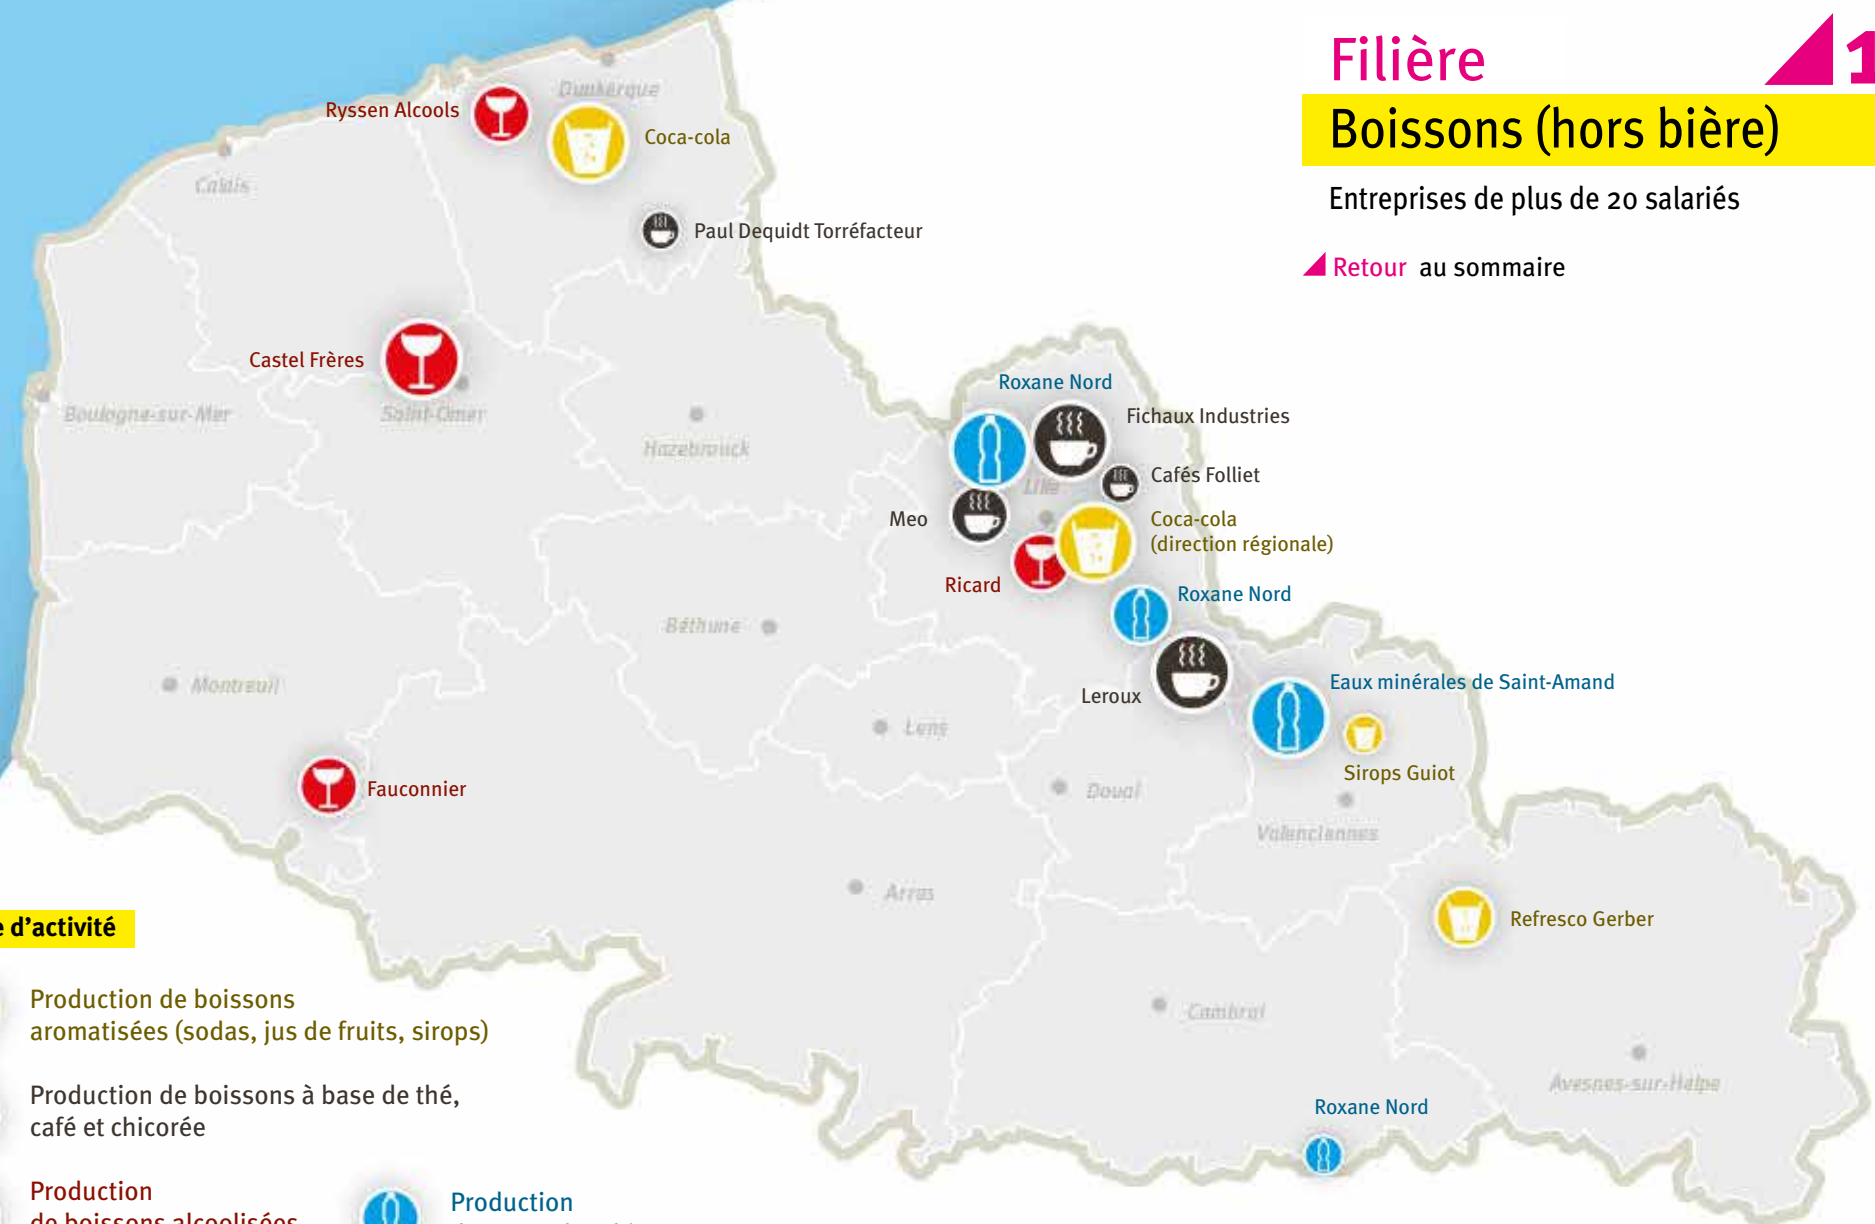 Filière
1
Boissons (hors bière)
Entreprises de plus de 20 salariés
Retour au sommaire
Dunkerque
Ryssen Alcools
Coca-cola
Calais
Paul Dequidt Torréfacteur
Castel Frères
Boulogne-sur-Mer
Saint-Omer
Hazebrouck
Roxane Nord
Fichaux Industries
Cafés Folliet
Lille
Meo
Coca-cola
(direction régionale)
Ricard
Roxane Nord
Béthune
Montreuil
Leroux
Eaux minérales de Saint-Amand
Lens
Sirops Guiot
Fauconnier
Douai
Valenciennes
Arras
Refresco Gerber
Cambrai
Avesnes-sur-Helpe
Roxane Nord
d'activité
Production de boissons
aromatisées (sodas, jus de fruits, sirops)
Production de boissons à base de thé,
café et chicorée
Production
de boissons alcoolisées
Production